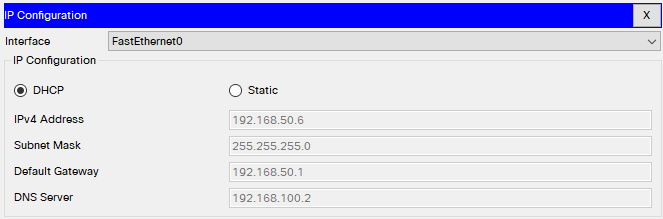 IP Configuration X
Interface FastEthernet0
IP Configuration
DHCP Static
IPv4 Address 192.168.50.6
Subnet Mask 255.255.255.0
Default Gateway 192.168.50.1
DNS Server 192.168.100.2